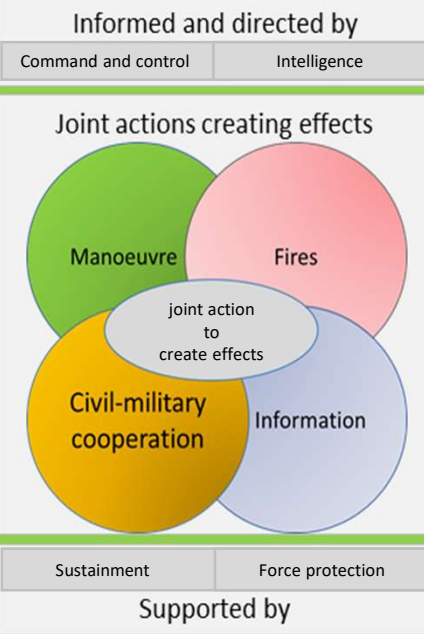 Informed and directed by
Command and control
Intelligence
Joint actions creating effects
Manoeuvre
Fires
joint action
to
create effects
Civil-military
cooperation
Information
Sustainment
Force protection
Supported by